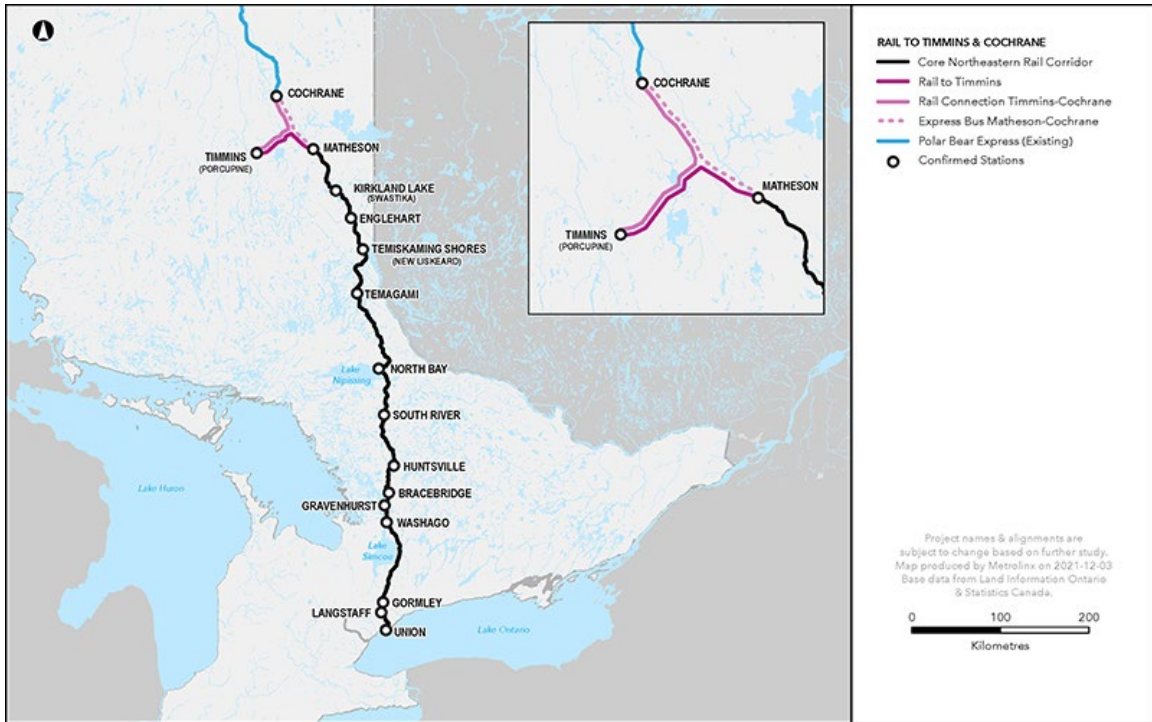 COCHRANE
TIMMINS
(PORCUPINE)
MATHESON
KIRKLAND LAKE
(SWASTIKA)
ENGLEHART
TEMISKAMING SHORES
(NEW LISKEARD)
TEMAGAMI
Lake
Nipissing
NORTH BAY
SOUTH RIVER
HUNTSVILLE
BRACEBRIDGE
GRAVENHURST
WASHAGO
Lake Huron
Lake
Simcoe
GORMLEY
LANGSTAFF
UNION
Lake Ontario
COCHRANE
MATHESON
TIMMINS
(PORCUPINE)
RAIL TO TIMMINS & COCHRANE
Core Northeastern Rail Corridor
Rail to Timmins
Rail Connection Timmins-Cochrane
Express Bus Matheson-Cochrane
Polar Bear Express (Existing)
Confirmed Stations
Project names & alignments are
subject to change based on further study.
Map produced by Metrolinx on 2021-12-03
Base data from Land Information Ontario
& Statistics Canada.
0 100 200
Kilometres